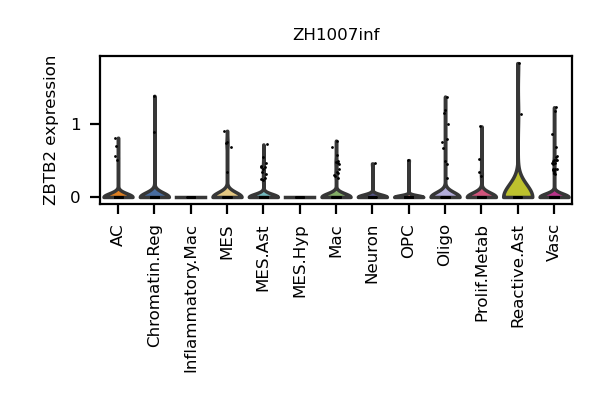 ZH1007inf
ZBTB2 expression
1
0
AC
Chromatin.Reg
Inflammatory.Mac
MES
MES.Ast
MES.Hyp
Mac
Neuron
OPC
Oligo
Prolif.Metab
Reactive.Ast
Vasc